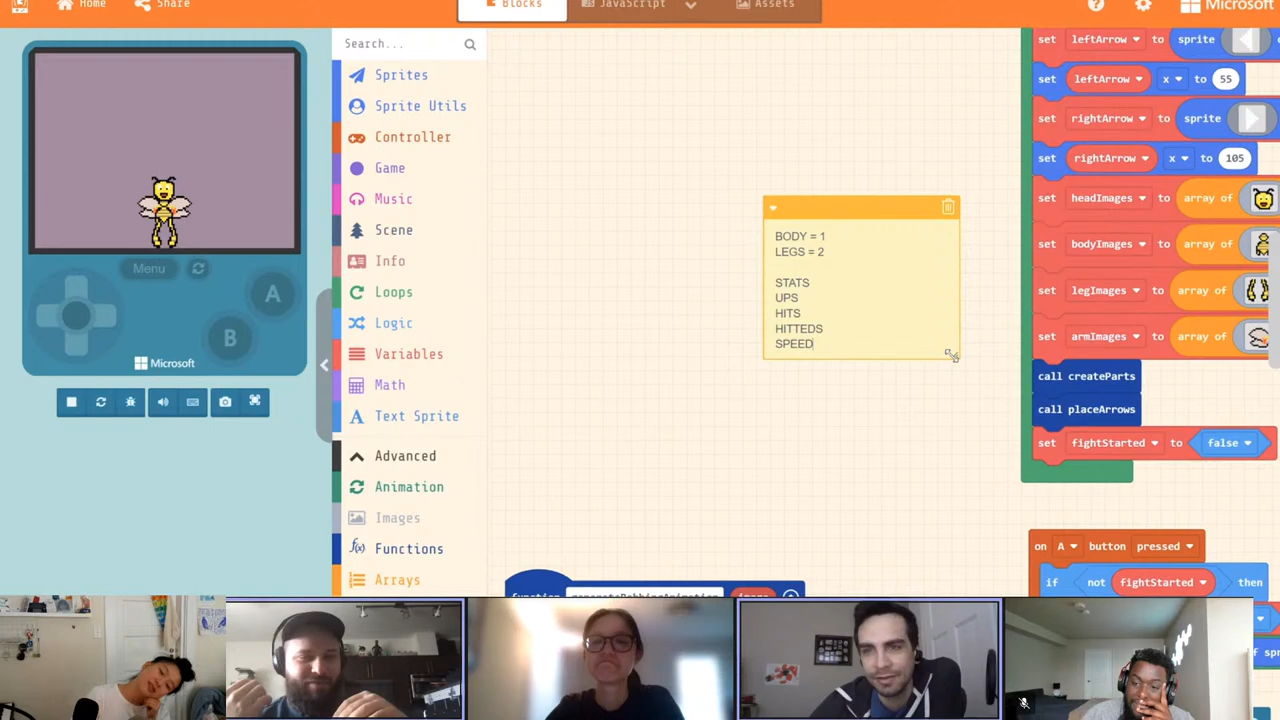 Home
Share
Blocks
JavaScript
Assets
Microsoft
Search...
Sprites
Sprite Utils
Controller
Game
Music
Scene
Info
Loops
Logic
Variables
Math
Text Sprite
Advanced
Animation
Images
Functions
Arrays
Menu
A
B
Microsoft
BODY = 1
LEGS = 2
STATS
UPS
HITS
HITTEDS
SPEED
set leftArrow to sprite
set leftArrow x to 55
set rightArrow to sprite
set rightArrow x to 105
set headImages to array of
set bodyImages to array of
set legImages to array of
set armImages to array of
call createParts
call placeArrows
set fightStarted to false
on A button pressed
if not fightStarted then
function generateBobbingAnimation image